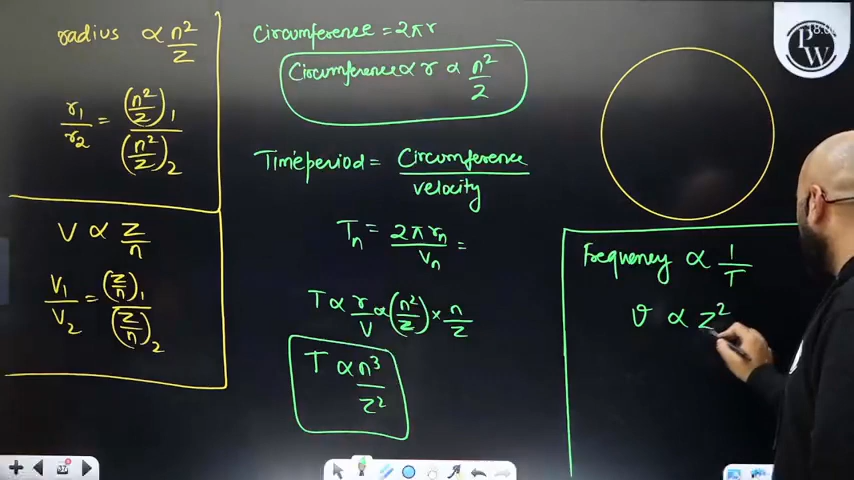 radius ∝ n²/Z
r₁/r₂ = (n²/Z)₁/(n²/Z)₂
V ∝ Z/n
V₁/V₂ = (Z/n)₁/(Z/n)₂
Circumference = 2πr
Circumference ∝ r ∝ n²/Z
Timeperiod = Circumference/velocity
Tₙ = 2πrₙ/Vₙ =
T ∝ r/V ∝ (n²/Z) × n/Z
T ∝ n³/Z²
PW
Frequency ∝ 1/T
ν ∝ Z²